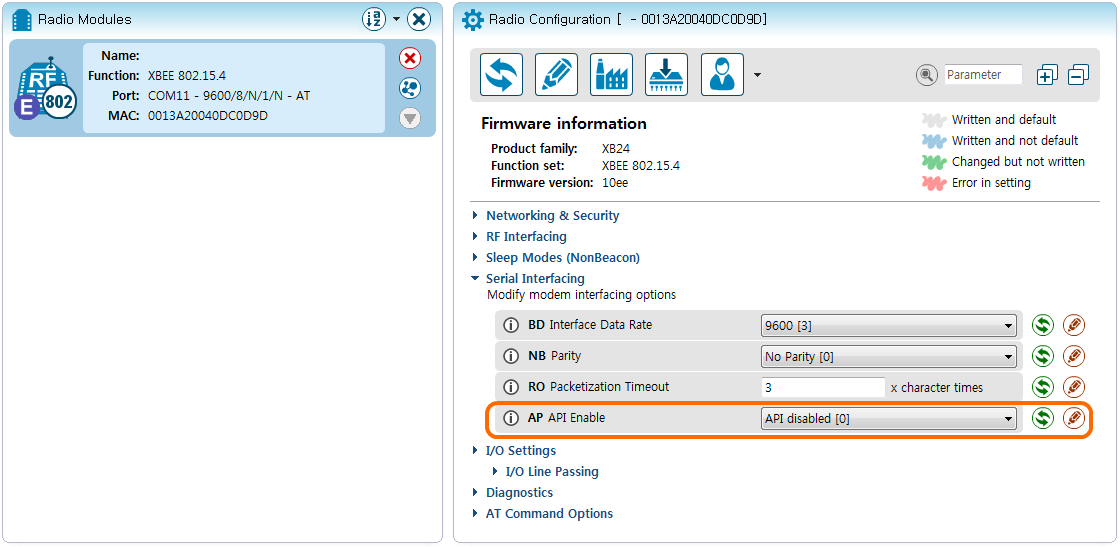 Radio Modules
Name:
Function: XBEE 802.15.4
Port: COM11 - 9600/8/N/1/N - AT
MAC: 0013A20040DC0D9D
RF
E
802
Radio Configuration [ - 0013A20040DC0D9D]
Parameter
Firmware information
Product family: XB24
Function set: XBEE 802.15.4
Firmware version: 10ee
Written and default
Written and not default
Changed but not written
Error in setting
Networking & Security
RF Interfacing
Sleep Modes (NonBeacon)
Serial Interfacing
Modify modem interfacing options
BD Interface Data Rate 9600 [3]
NB Parity No Parity [0]
RO Packetization Timeout 3 x character times
AP API Enable API disabled [0]
I/O Settings
I/O Line Passing
Diagnostics
AT Command Options